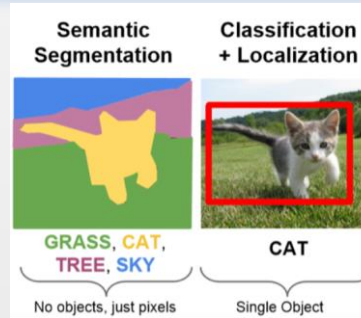 Semantic
Segmentation
Classification
+ Localization
GRASS, CAT,
TREE, SKY
CAT
No objects, just pixels
Single Object